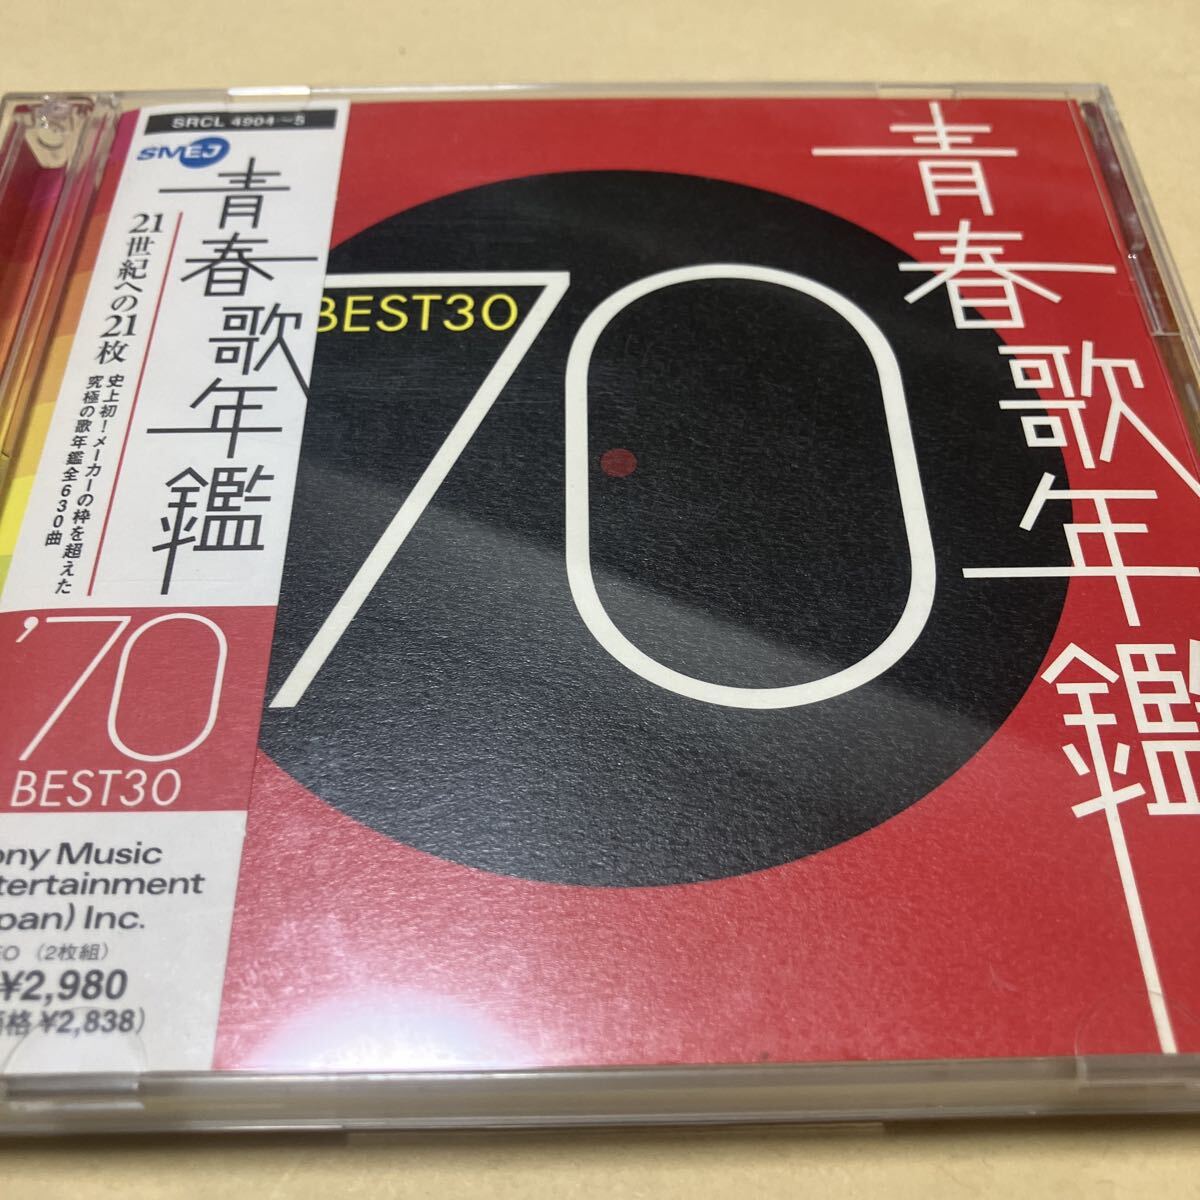 SRCL 4904~5
SMEJ
青春歌年鑑
21世紀への21枚
史上初!メーカーの枠を超えた
究極の歌年鑑全630曲
'70
BEST30
ony Music
tertainment
pan) Inc.
EO (2枚組)
¥2,980
格 ¥2,838)
70
BEST30
青春歌年鑑